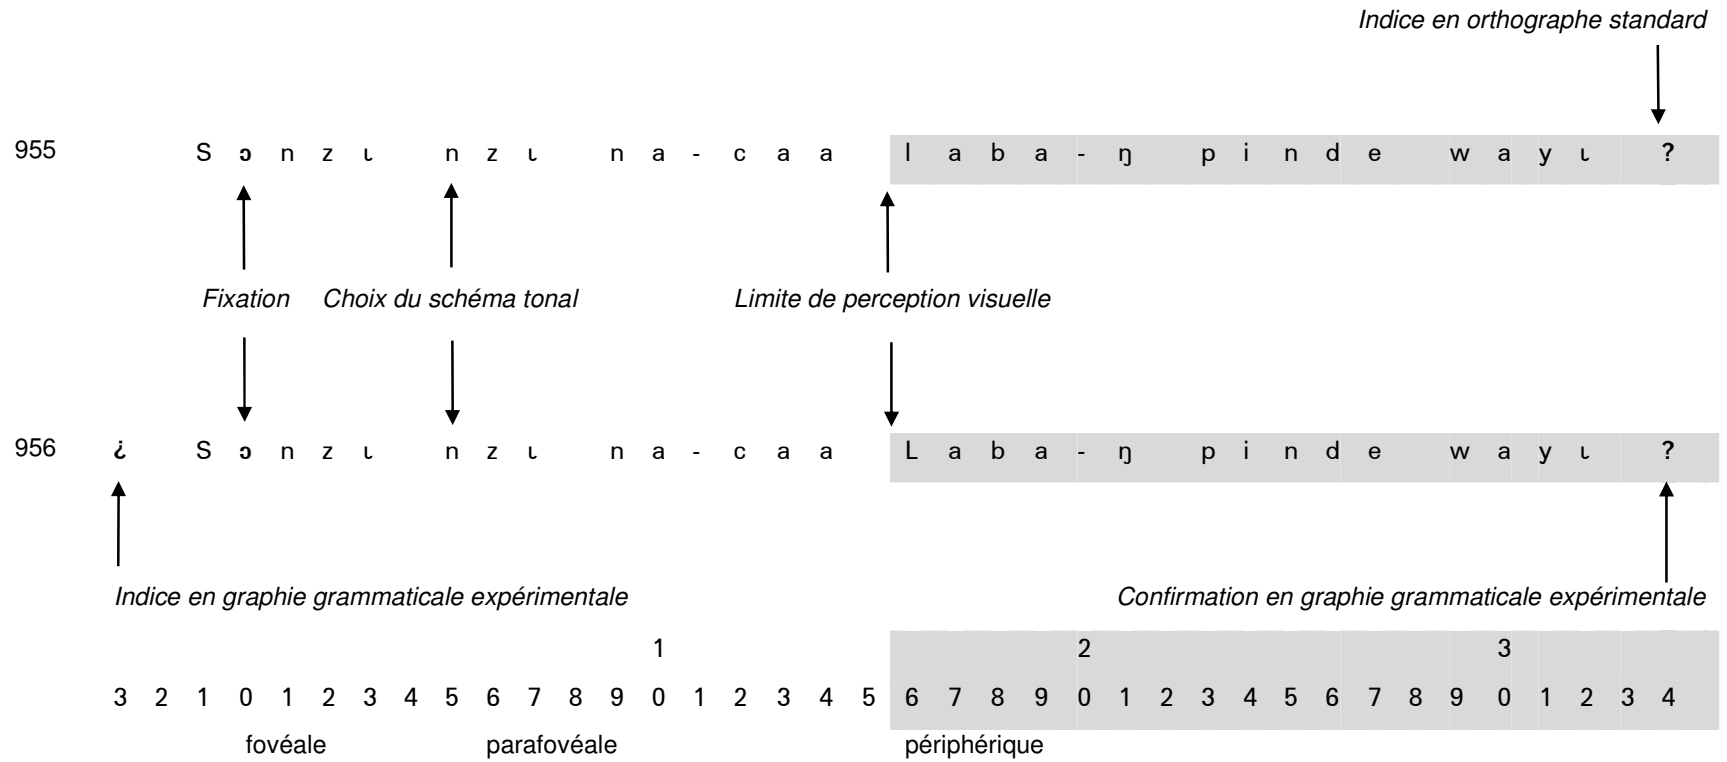 Indice en orthographe standard
955 Sɔnzɩ nzɩ na-caa laba-ŋ pinde wayɩ ?
Fixation Choix du schéma tonal Limite de perception visuelle
956 ¿ Sɔnzɩ nzɩ na-caa Laba-ŋ pinde wayɩ ?
Indice en graphie grammaticale expérimentale Confirmation en graphie grammaticale expérimentale
1 2 3
3 2 1 0 1 2 3 4 5 6 7 8 9 0 1 2 3 4 5 6 7 8 9 0 1 2 3 4 5 6 7 8 9 0 1 2 3 4
fovéale parafovéale périphérique